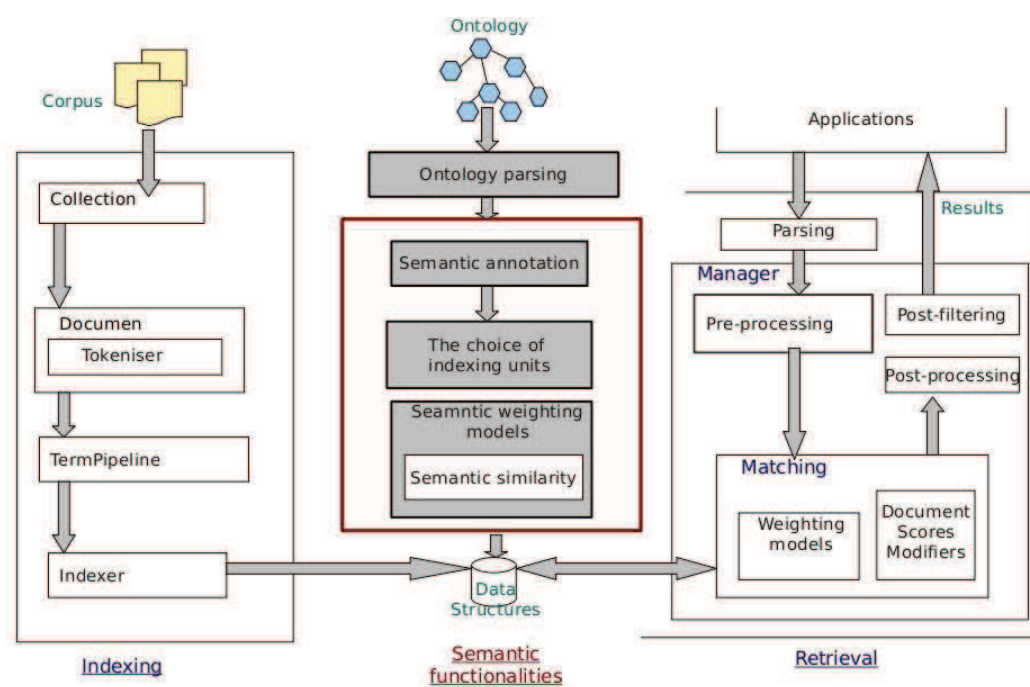 Corpus
Collection
Documen
Tokeniser
TermPipeline
Indexer
Indexing
Ontology
Ontology parsing
Semantic annotation
The choice of
indexing units
Seamntic weighting
models
Semantic similarity
Data
Structures
Semantic
functionalities
Applications
Results
Parsing
Manager
Pre-processing
Post-filtering
Post-processing
Matching
Weighting
models
Document
Scores
Modifiers
Retrieval